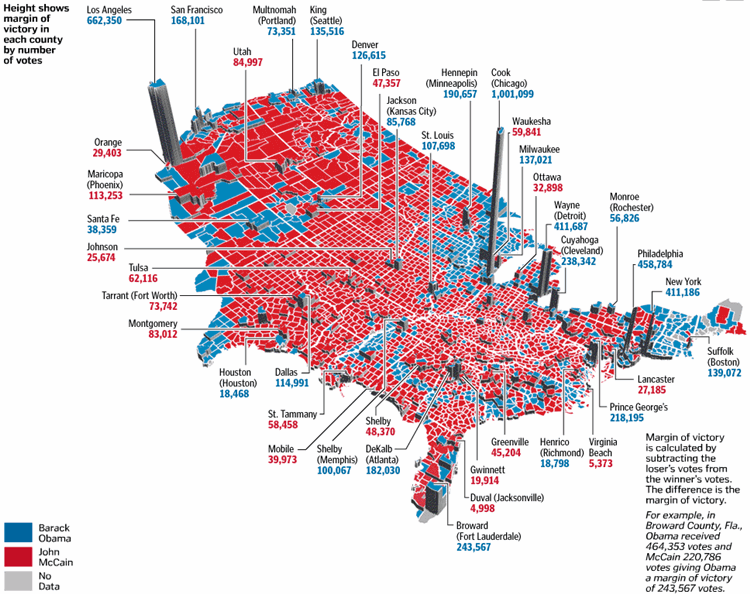 Height shows
margin of
victory in
each county
by number
of votes
Los Angeles
662,350
San Francisco
168,101
Multnomah
(Portland)
73,351
King
(Seattle)
135,516
Utah
84,997
Denver
126,615
El Paso
47,357
Jackson
(Kansas City)
85,768
Hennepin
(Minneapolis)
190,657
Cook
(Chicago)
1,001,099
St. Louis
107,698
Waukesha
59,841
Milwaukee
137,021
Ottawa
32,898
Wayne
(Detroit)
411,687
Monroe
(Rochester)
56,826
Cuyahoga
(Cleveland)
238,342
Philadelphia
458,784
New York
411,186
Orange
29,403
Maricopa
(Phoenix)
113,253
Santa Fe
38,359
Johnson
25,674
Tulsa
62,116
Tarrant (Fort Worth)
73,742
Montgomery
83,012
Houston
(Houston)
18,468
Dallas
114,991
St. Tammany
58,458
Mobile
39,973
Shelby
(Memphis)
100,067
Shelby
48,370
DeKalb
(Atlanta)
182,030
Gwinnett
19,914
Duval (Jacksonville)
4,998
Broward
(Fort Lauderdale)
243,567
Greenville
45,204
Henrico
(Richmond)
18,798
Virginia
Beach
5,373
Prince George's
218,195
Lancaster
27,185
Suffolk
(Boston)
139,072
Margin of victory
is calculated by
subtracting the
loser's votes from
the winner's votes.
The difference is the
margin of victory.
For example, in
Broward County, Fla.,
Obama received
464,353 votes and
McCain 220,786
votes giving Obama
a margin of victory
of 243,567 votes.
Barack
Obama
John
McCain
No
Data